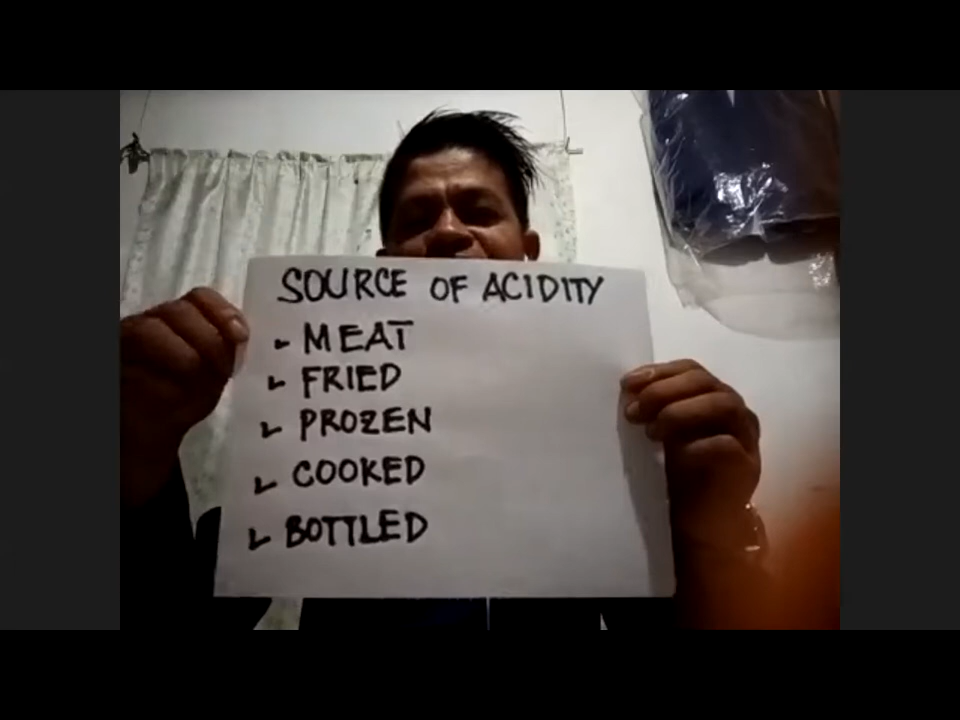 SOURCE OF ACIDITY
MEAT
FRIED
PROZEN
COOKED
BOTTLED